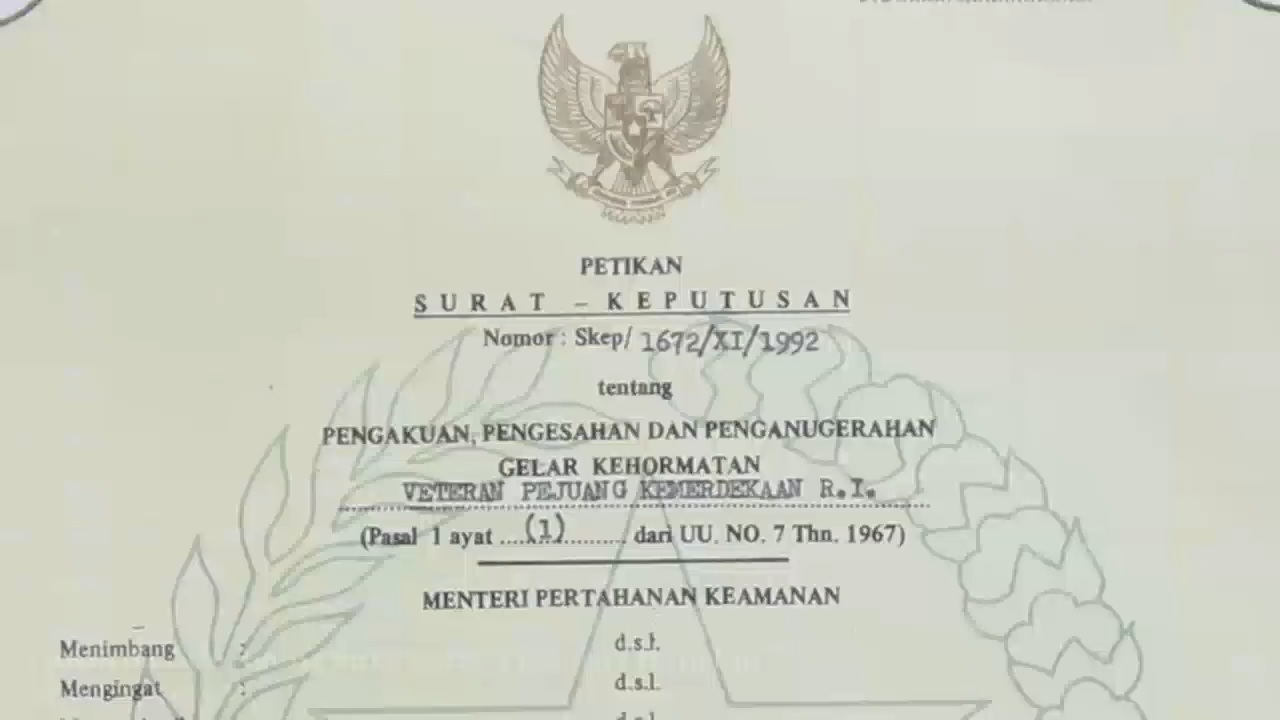 PETIKAN
SURAT - KEPUTUSAN
Nomor : Skep/ 1672/XI/1992
tentang
PENGAKUAN, PENGESAHAN DAN PENGANUGERAHAN
GELAR KEHORMATAN
VETERAN PEJUANG KEMERDEKAAN R.I.
(Pasal 1 ayat ....(1).......... dari UU. NO. 7 Thn. 1967)
MENTERI PERTAHANAN KEAMANAN
Menimbang : d.s.l.
Mengingat : d.s.l.
d.s.l.